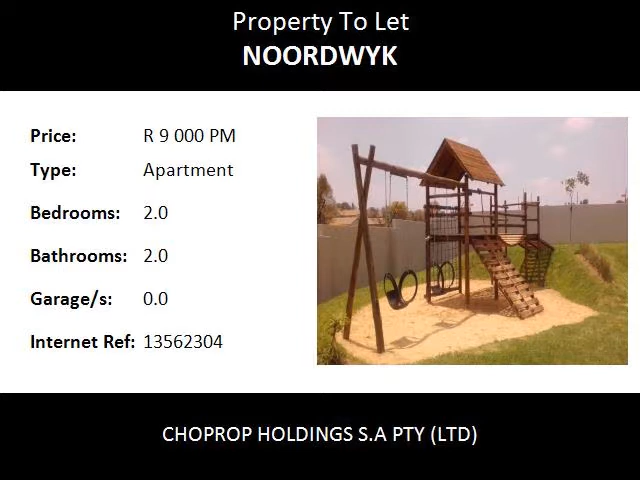 Property To Let
NOORDWYK
Price: R 9 000 PM
Type: Apartment
Bedrooms: 2.0
Bathrooms: 2.0
Garage/s: 0.0
Internet Ref: 13562304
CHOPROP HOLDINGS S.A PTY (LTD)